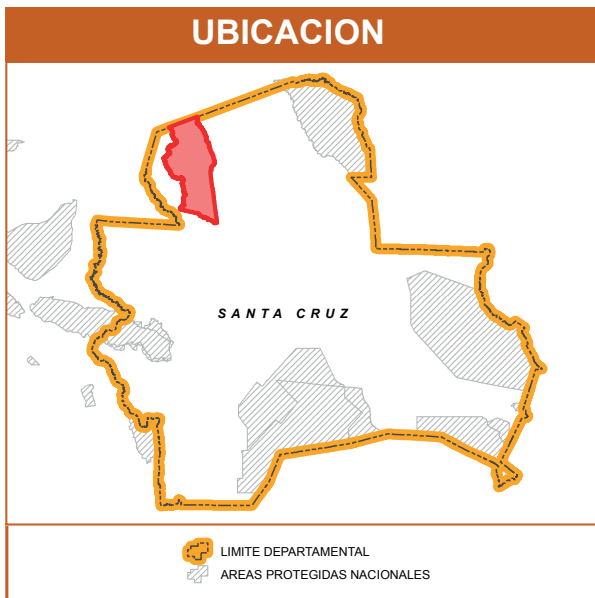 UBICACION
SANTA CRUZ
LIMITE DEPARTAMENTAL
AREAS PROTEGIDAS NACIONALES